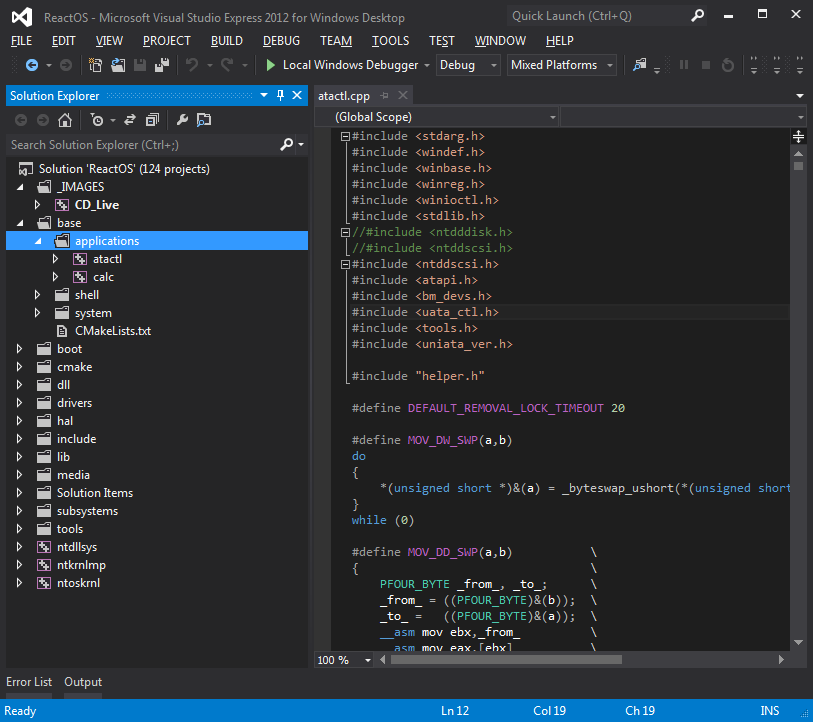 ReactOS - Microsoft Visual Studio Express 2012 for Windows Desktop
Quick Launch (Ctrl+Q)
FILE EDIT VIEW PROJECT BUILD DEBUG TEAM TOOLS TEST WINDOW HELP
Local Windows Debugger Debug Mixed Platforms
Solution Explorer
Search Solution Explorer (Ctrl+;)
Solution 'ReactOS' (124 projects)
_IMAGES
CD_Live
base
applications
atactl
calc
shell
system
CMakeLists.txt
boot
cmake
dll
drivers
hal
include
lib
media
Solution Items
subsystems
tools
ntdllsys
ntkrnlmp
ntoskrnl
atactl.cpp
(Global Scope)
#include <stdarg.h>
#include <windef.h>
#include <winbase.h>
#include <winreg.h>
#include <winioctl.h>
#include <stdlib.h>
//#include <ntdddisk.h>
//#include <ntddscsi.h>
#include <ntddscsi.h>
#include <atapi.h>
#include <bm_devs.h>
#include <uata_ctl.h>
#include <tools.h>
#include <uniata_ver.h>
#include "helper.h"
#define DEFAULT_REMOVAL_LOCK_TIMEOUT 20
#define MOV_DW_SWP(a,b)
do
{
*(unsigned short *)&(a) = _byteswap_ushort(*(unsigned short
}
while (0)
#define MOV_DD_SWP(a,b) \
{ \
PFOUR_BYTE _from_, _to_; \
_from_ = ((PFOUR_BYTE)&(b)); \
_to_ = ((PFOUR_BYTE)&(a)); \
__asm mov ebx,_from_ \
__asm mov eax,[ebx] \
100 %
Error List Output
Ready Ln 12 Col 19 Ch 19 INS